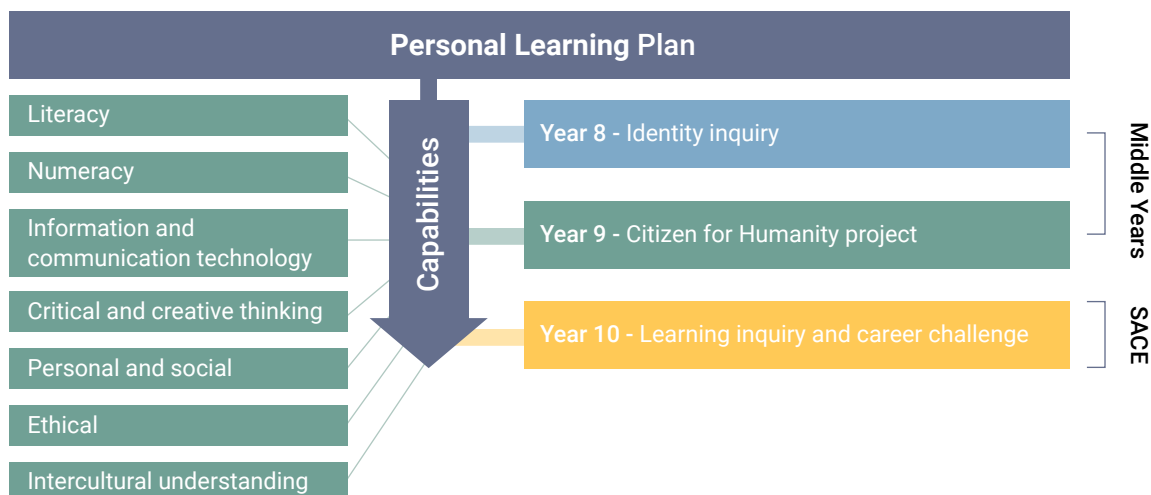 Personal Learning Plan
Literacy
Numeracy
Information and
communication technology
Critical and creative thinking
Personal and social
Ethical
Intercultural understanding
Capabilities
Year 8 - Identity inquiry
Year 9 - Citizen for Humanity project
Year 10 - Learning inquiry and career challenge
Middle Years
SACE